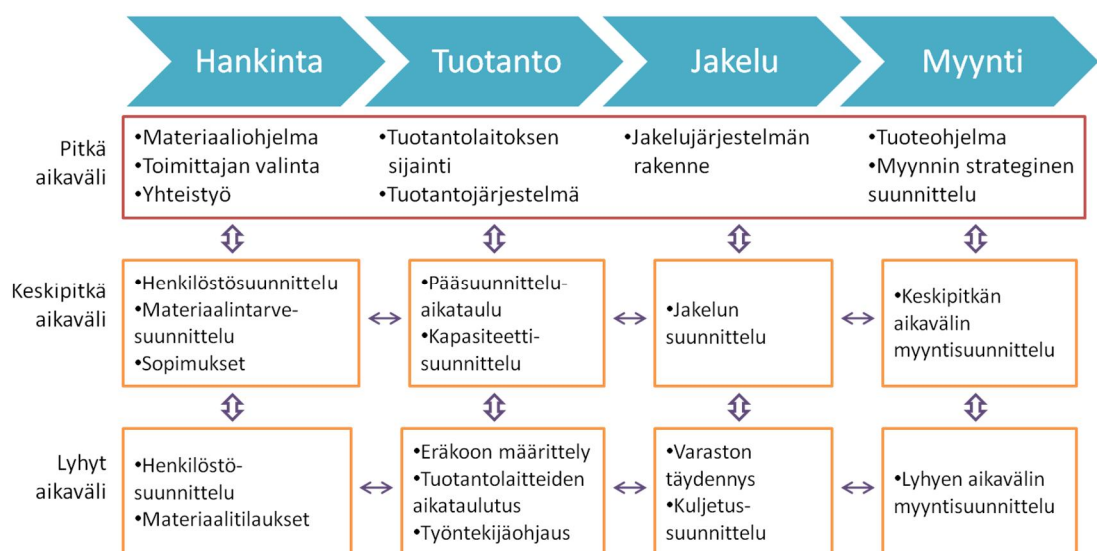 Hankinta
Tuotanto
Jakelu
Myynti
Pitkä
aikaväli
•Materiaaliohjelma
•Toimittajan valinta
•Yhteistyö
•Tuotantolaitoksen
sijainti
•Tuotantojärjestelmä
•Jakelujärjestelmän
rakenne
•Tuoteohjelma
•Myynnin strateginen
suunnittelu
Keskipitkä
aikaväli
•Henkilöstösuunnittelu
•Materiaalintarve-
suunnittelu
•Sopimukset
•Pääsuunnittelu-
aikataulu
•Kapasiteetti-
suunnittelu
•Jakelun
suunnittelu
•Keskipitkän
aikavälin
myyntisuunnittelu
Lyhyt
aikaväli
•Henkilöstö-
suunnittelu
•Materiaalitilaukset
•Eräkoon määrittely
•Tuotantolaitteiden
aikataulutus
•Työntekijäohjaus
•Varaston
täydennys
•Kuljetus-
suunnittelu
•Lyhyen aikavälin
myyntisuunnittelu